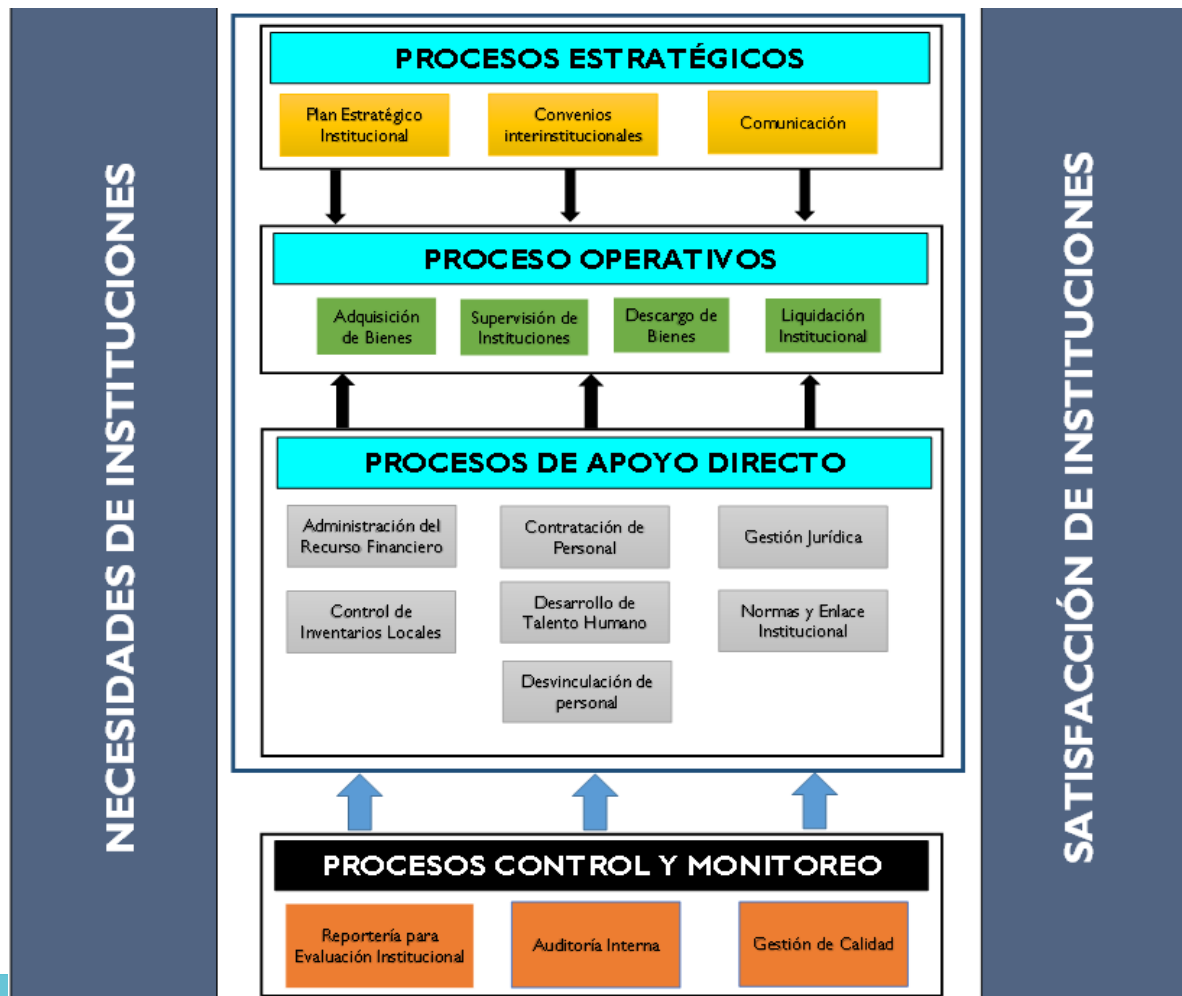 NECESIDADES DE INSTITUCIONES
PROCESOS ESTRATÉGICOS
Plan Estratégico
Institucional
Convenios
interinstitucionales
Comunicación
PROCESO OPERATIVOS
Adquisición
de Bienes
Supervisión de
Instituciones
Descargo de
Bienes
Liquidación
Institucional
PROCESOS DE APOYO DIRECTO
Administración del
Recurso Financiero
Contratación de
Personal
Gestión Jurídica
Control de
Inventarios Locales
Desarrollo de
Talento Humano
Normas y Enlace
Institucional
Desvinculación de
personal
PROCESOS CONTROL Y MONITOREO
Reportería para
Evaluación Institucional
Auditoría Interna
Gestión de Calidad
SATISFACCIÓN DE INSTITUCIONES